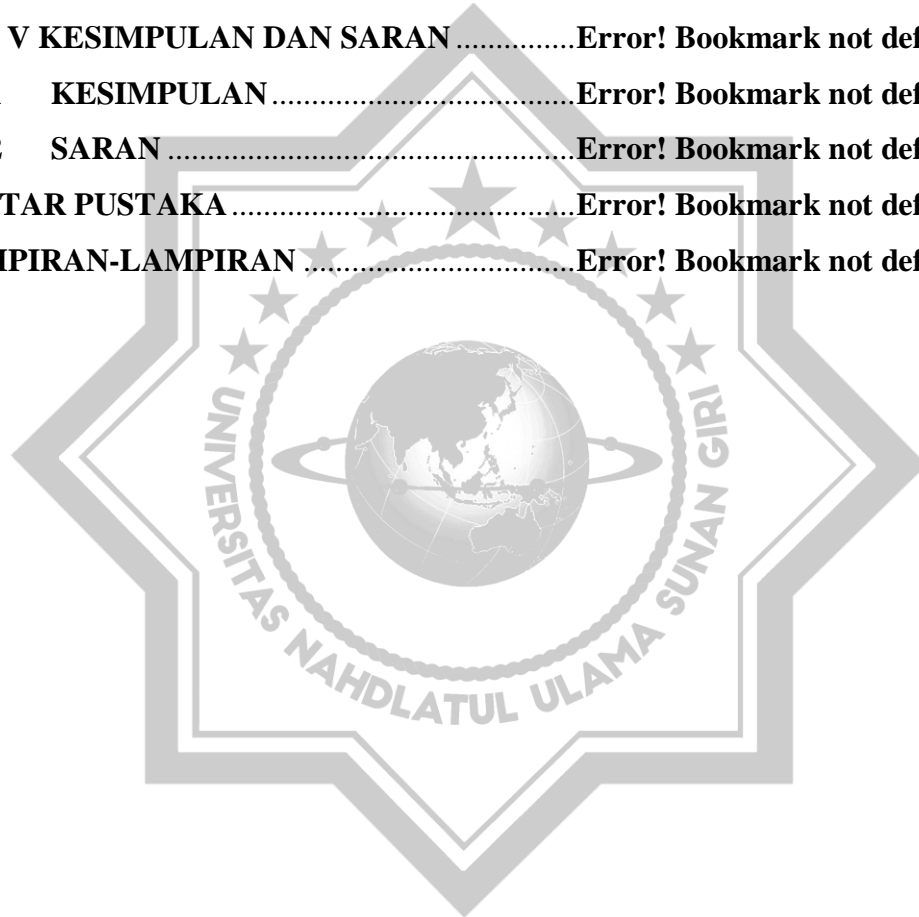 V KESIMPULAN DAN SARAN..............Error! Bookmark not def
KESIMPULAN......................................Error! Bookmark not def
SARAN...................................................Error! Bookmark not def
TAR PUSTAKA...........................................Error! Bookmark not def
PIRAN-LAMPIRAN..................................Error! Bookmark not def
UNIVERSITAS NAHDLATUL ULAMA SUNAN GIRI